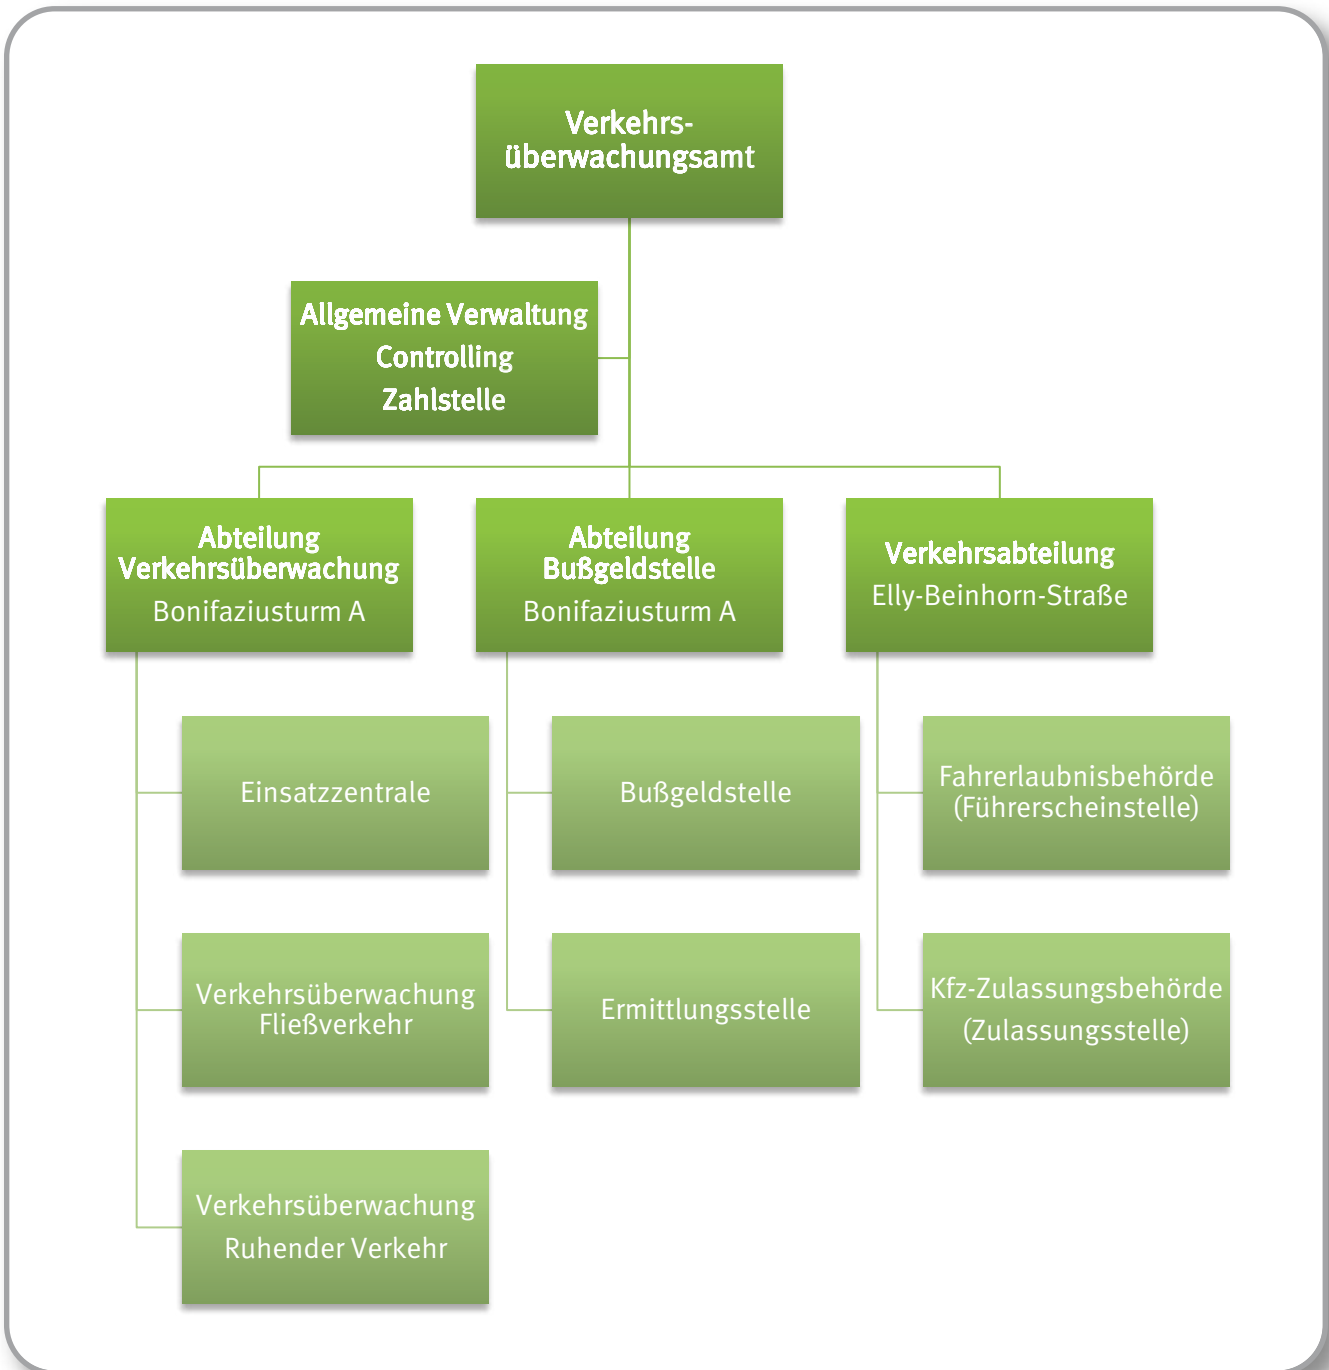 Verkehrs-
überwachungsamt
Allgemeine Verwaltung
Controlling
Zahlstelle
Abteilung
Verkehrsüberwachung
Bonifaziusturm A
Abteilung
Bußgeldstelle
Bonifaziusturm A
Verkehrsabteilung
Elly-Beinhorn-Straße
Einsatzzentrale
Bußgeldstelle
Fahrerlaubnisbehörde
(Führerscheinstelle)
Verkehrsüberwachung
Fließverkehr
Ermittlungsstelle
Kfz-Zulassungsbehörde
(Zulassungsstelle)
Verkehrsüberwachung
Ruhender Verkehr